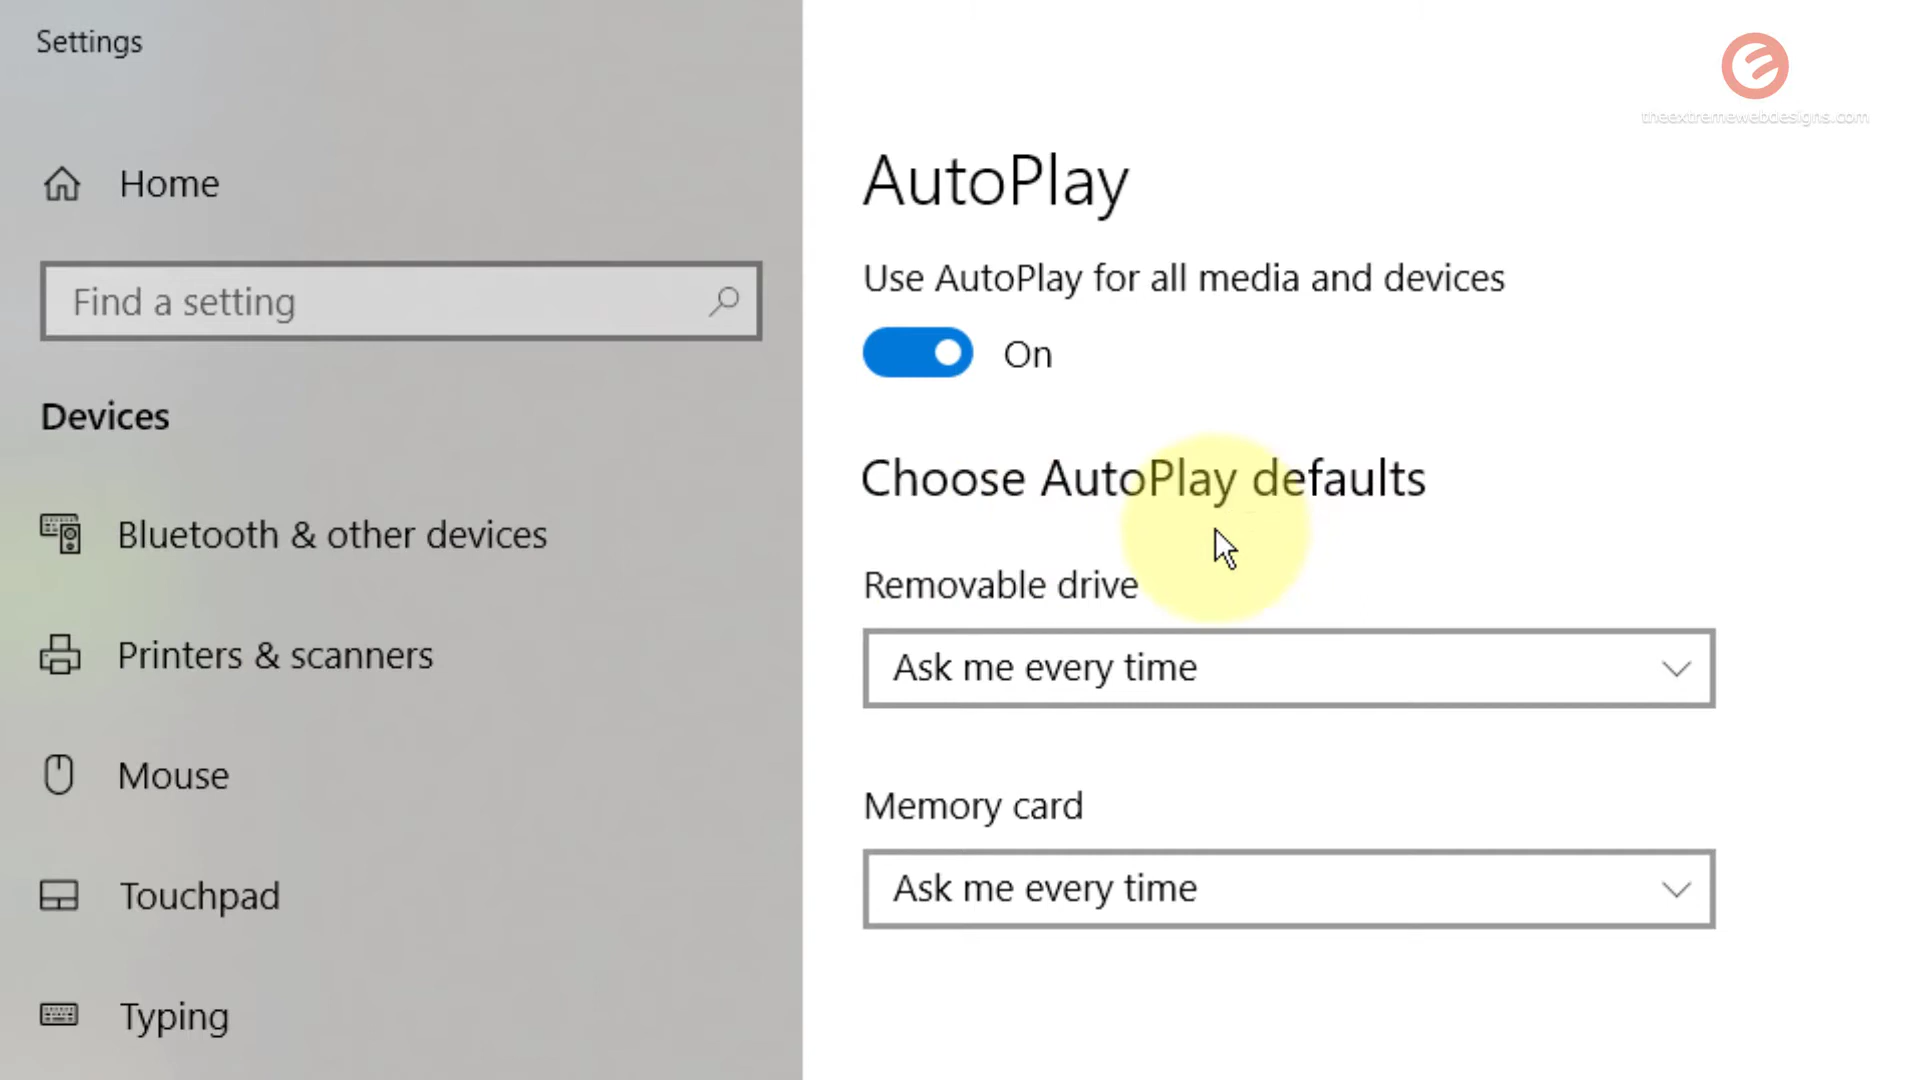 Settings
theextremewebdesigns.com
Home
Find a setting
Devices
Bluetooth & other devices
Printers & scanners
Mouse
Touchpad
Typing
AutoPlay
Use AutoPlay for all media and devices
On
Choose AutoPlay defaults
Removable drive
Ask me every time
Memory card
Ask me every time